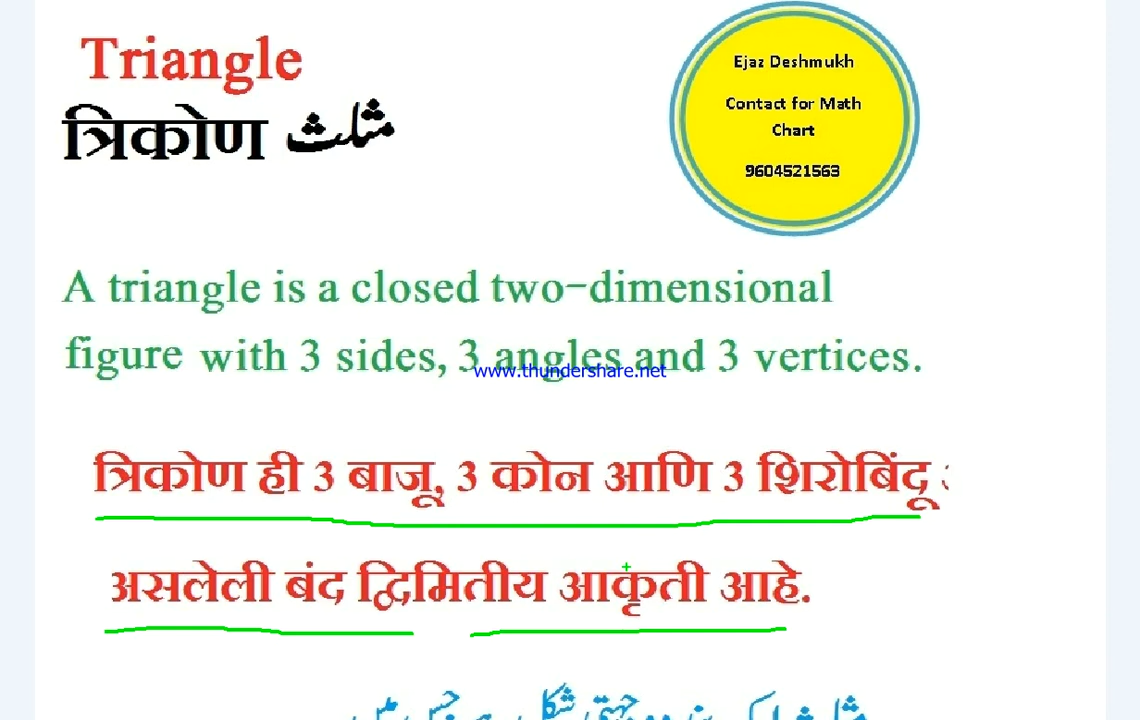 Triangle
त्रिकोण مثلث
Ejaz Deshmukh
Contact for Math
Chart
9604521563
A triangle is a closed two-dimensional
figure with 3 sides, 3 angles and 3 vertices.
www.thundershare.net
त्रिकोण ही 3 बाजू, 3 कोन आणि 3 शिरोबिंदू
असलेली बंद द्विमितीय आकृती आहे.